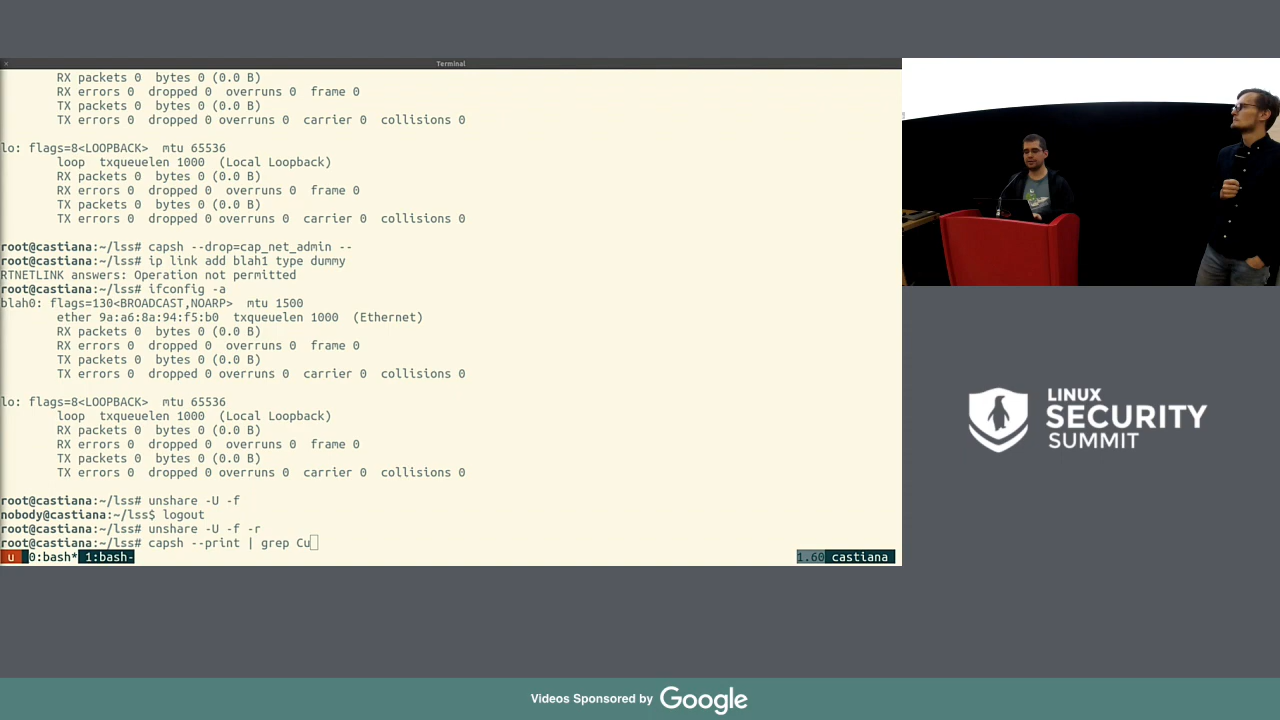 Terminal
RX packets 0  bytes 0 (0.0 B)
RX errors 0  dropped 0  overruns 0  frame 0
TX packets 0  bytes 0 (0.0 B)
TX errors 0  dropped 0 overruns 0  carrier 0  collisions 0
lo: flags=8<LOOPBACK>  mtu 65536
loop  txqueuelen 1000  (Local Loopback)
RX packets 0  bytes 0 (0.0 B)
RX errors 0  dropped 0  overruns 0  frame 0
TX packets 0  bytes 0 (0.0 B)
TX errors 0  dropped 0 overruns 0  carrier 0  collisions 0
root@castiana:~/lss# capsh --drop=cap_net_admin --
root@castiana:~/lss# ip link add blah1 type dummy
RTNETLINK answers: Operation not permitted
root@castiana:~/lss# ifconfig -a
blah0: flags=130<BROADCAST,NOARP>  mtu 1500
ether 9a:a6:8a:94:f5:b0  txqueuelen 1000  (Ethernet)
RX packets 0  bytes 0 (0.0 B)
RX errors 0  dropped 0  overruns 0  frame 0
TX packets 0  bytes 0 (0.0 B)
TX errors 0  dropped 0 overruns 0  carrier 0  collisions 0
lo: flags=8<LOOPBACK>  mtu 65536
loop  txqueuelen 1000  (Local Loopback)
RX packets 0  bytes 0 (0.0 B)
RX errors 0  dropped 0  overruns 0  frame 0
TX packets 0  bytes 0 (0.0 B)
TX errors 0  dropped 0 overruns 0  carrier 0  collisions 0
root@castiana:~/lss# unshare -U -f
nobody@castiana:~/lss$ logout
root@castiana:~/lss# unshare -U -f -r
root@castiana:~/lss# capsh --print | grep Cu
u 0:bash* 1:bash- 1.60 castiana
LINUX
SECURITY
SUMMIT
Videos Sponsored by Google